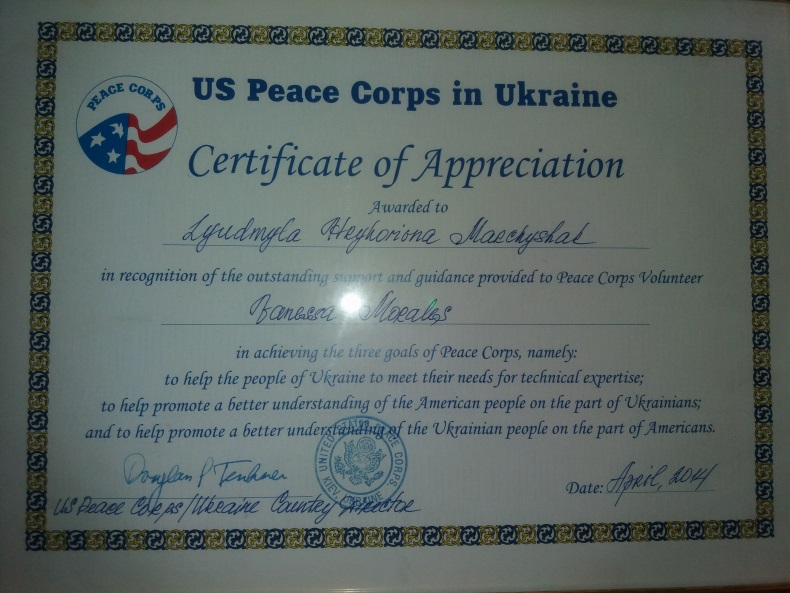 PEACE CORPS
US Peace Corps in Ukraine
Certificate of Appreciation
Awarded to
Lyudmyla
in recognition of the outstanding support and guidance provided to Peace Corps Volunteer
Vanessa Morales
in achieving the three goals of Peace Corps, namely:
to help the people of Ukraine to meet their needs for technical expertise;
to help promote a better understanding of the American people on the part of Ukrainians;
and to help promote a better understanding of the Ukrainian people on the part of Americans.
UNITED STATES PEACE CORPS
KIEV, UKRAINE
Douglas P
US Peace Corps/Ukraine Country Director
Date: April, 2014